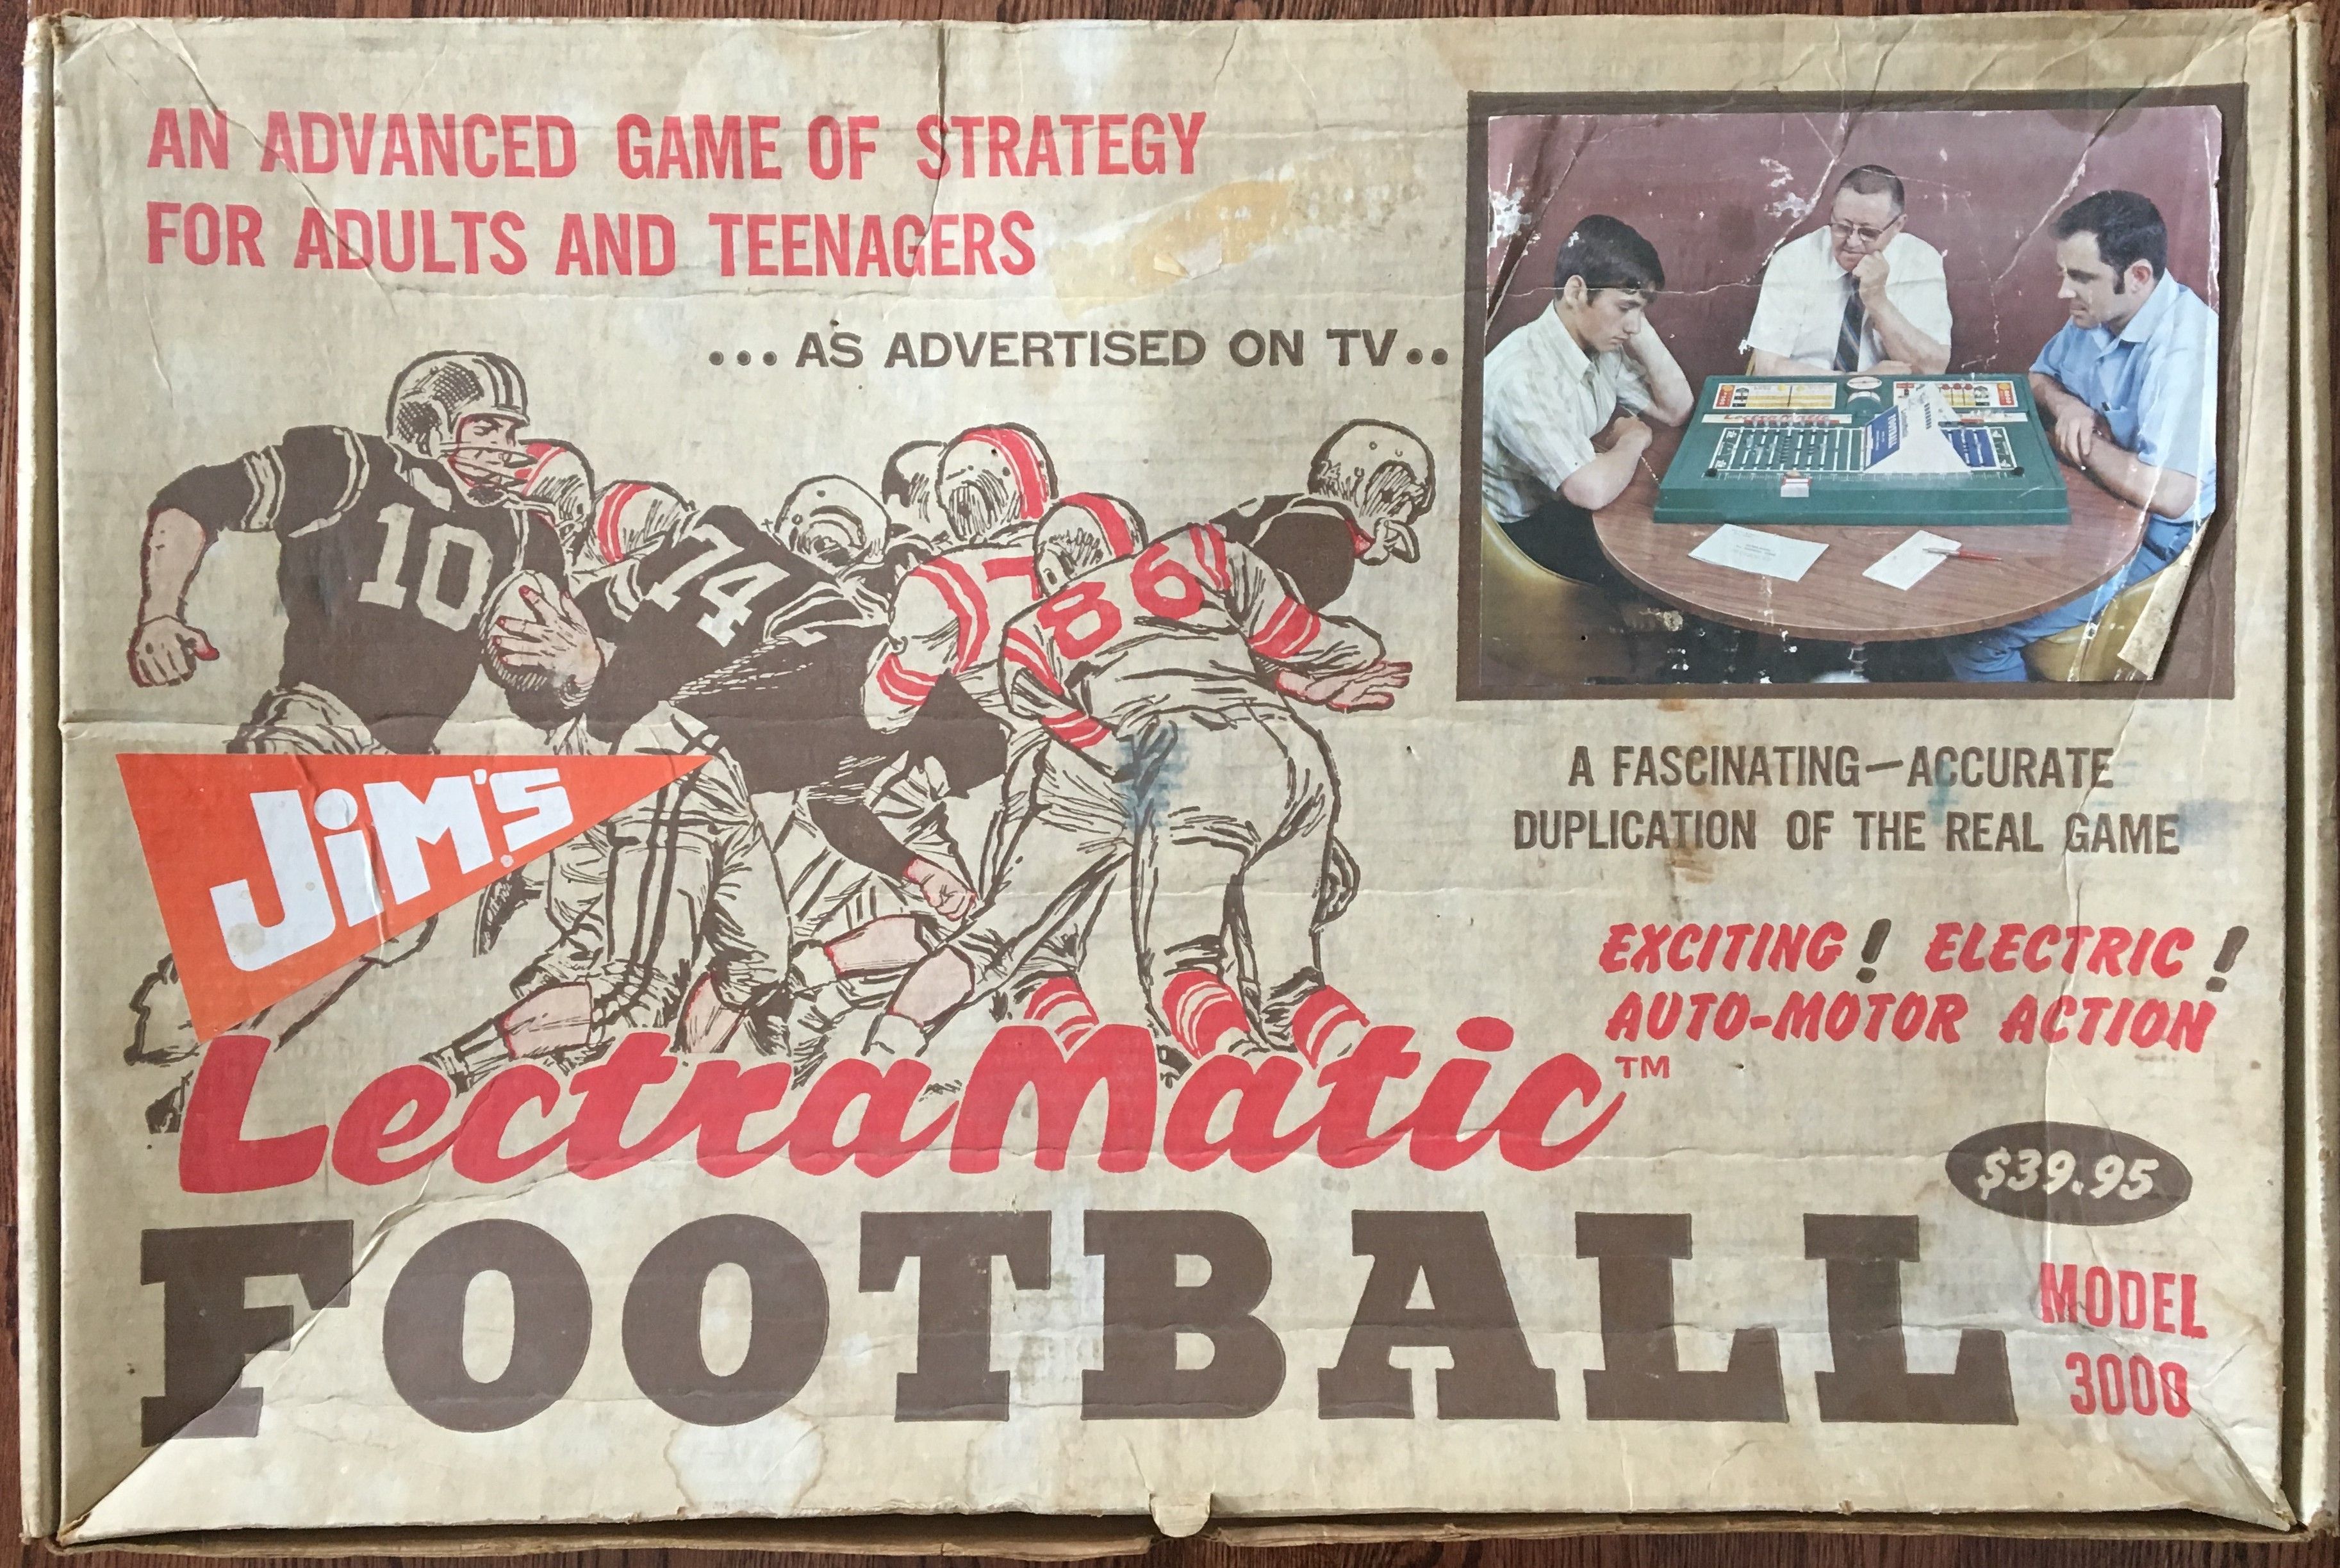 AN ADVANCED GAME OF STRATEGY
FOR ADULTS AND TEENAGERS
... AS ADVERTISED ON TV..
10
74
86
JiM'S
A FASCINATING—ACCURATE
DUPLICATION OF THE REAL GAME
EXCITING! ELECTRIC!
AUTO-MOTOR ACTION
LectraMatic™
$39.95
FOOTBALL
MODEL
3000